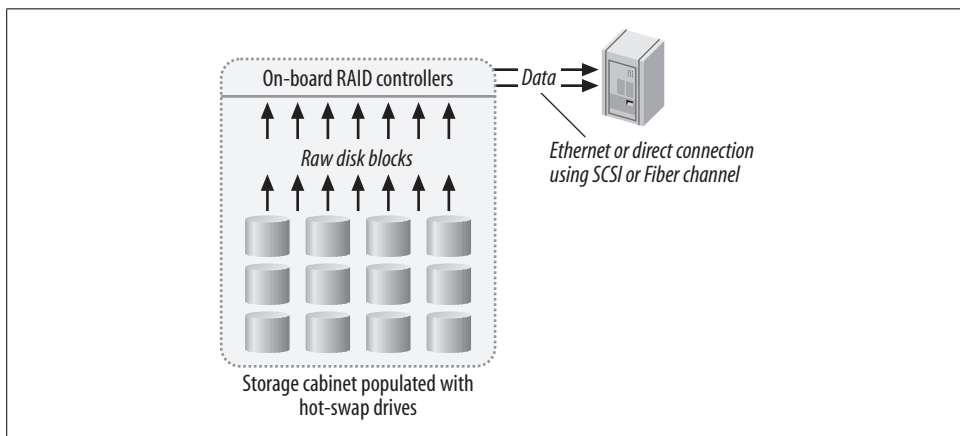 On-board RAID controllers
Data
Raw disk blocks
Ethernet or direct connection
using SCSI or Fiber channel
Storage cabinet populated with
hot-swap drives